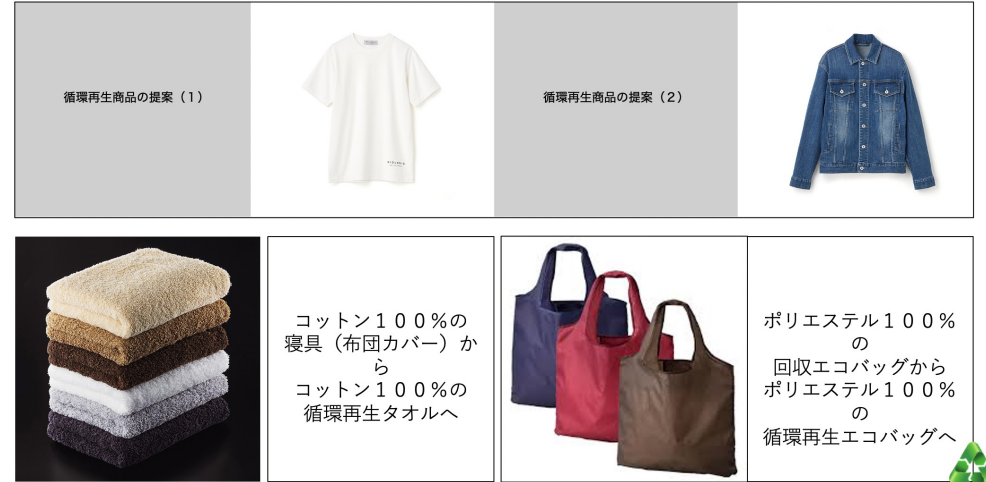 循環再生商品の提案（1）
循環再生商品の提案（2）
コットン１００％の
寝具（布団カバー）か
ら
コットン１００％の
循環再生タオルへ
ポリエステル１００％
の
回収エコバッグから
ポリエステル１００％
の
循環再生エコバッグへ